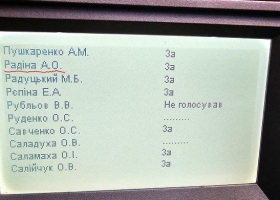 Пушкаренко А.М. За
Радіна А.О. За
Радуцький М.Б. За
Рєпіна Е.А. За
Рубльов В.В. Не голосував
Руденко О.С. .........
Савченко О.С. За
Саладуха О.В. .........
Саламаха О.І. За
Салійчук О.В. За